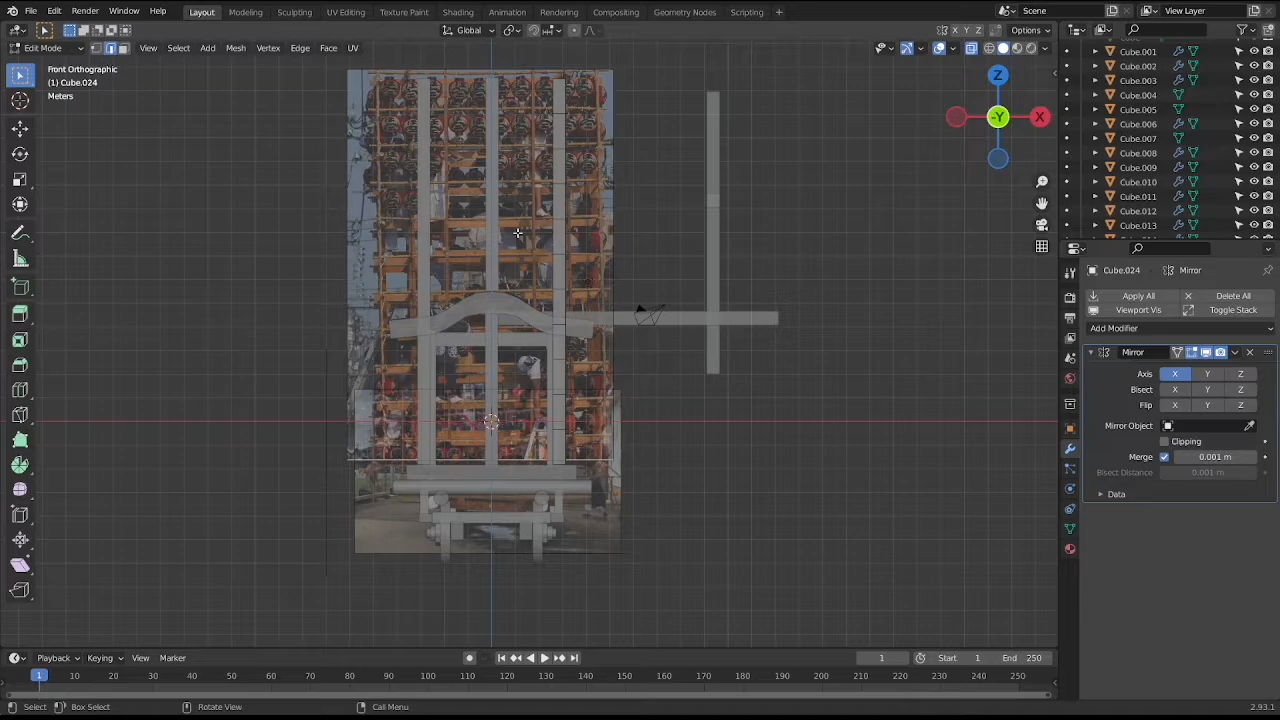 File Edit Render Window Help Layout Modeling Sculpting UV Editing Texture Paint Shading Animation Rendering Compositing Geometry Nodes Scripting + Scene View Layer
Global X Y Z Options
Edit Mode View Select Add Mesh Vertex Edge Face UV
Front Orthographic
(1) Cube.024
Meters
Z
-Y X
Cube.001
Cube.002
Cube.003
Cube.004
Cube.005
Cube.006
Cube.007
Cube.008
Cube.009
Cube.010
Cube.011
Cube.012
Cube.013
Cube.024 Mirror
Apply All Delete All
Viewport Vis Toggle Stack
Add Modifier
Mirror
Axis X Y Z
Bisect X Y Z
Flip X Y Z
Mirror Object
Clipping
Merge 0.001 m
Bisect Distance 0.001 m
Data
Playback Keying View Marker 1 Start 1 End 250
1 10 20 30 40 50 60 70 80 90 100 110 120 130 140 150 160 170 180 190 200 210 220 230 240 250
Select Box Select Rotate View Call Menu 2.93.1